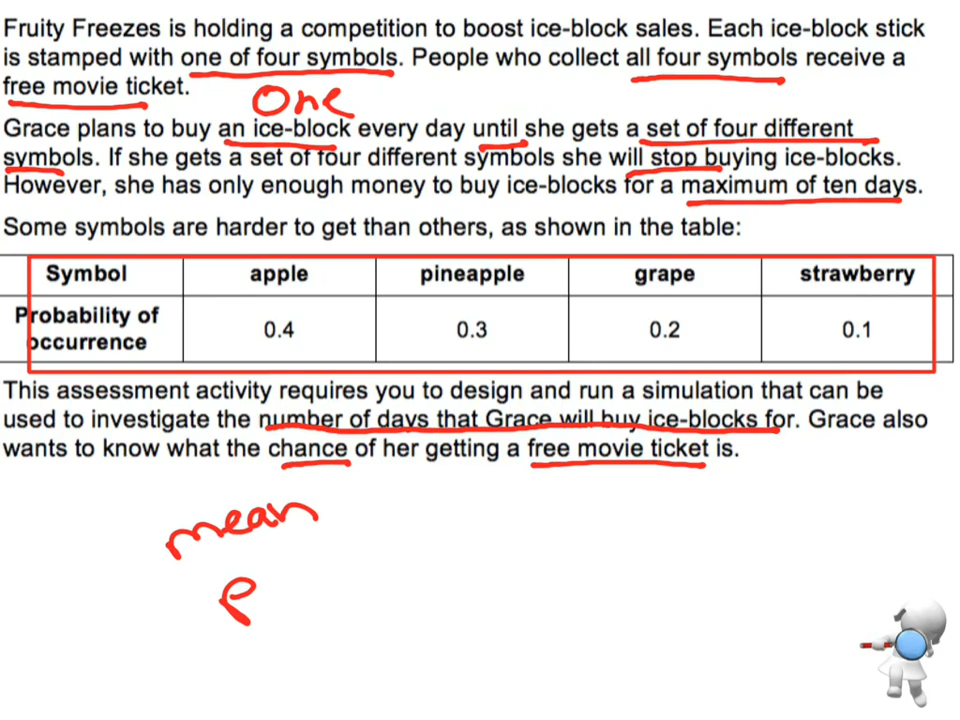 Fruity Freezes is holding a competition to boost ice-block sales. Each ice-block stick
is stamped with one of four symbols. People who collect all four symbols receive a
free movie ticket.
One
Grace plans to buy an ice-block every day until she gets a set of four different
symbols. If she gets a set of four different symbols she will stop buying ice-blocks.
However, she has only enough money to buy ice-blocks for a maximum of ten days.
Some symbols are harder to get than others, as shown in the table:
Symbol apple pineapple grape strawberry
Probability of
occurrence 0.4 0.3 0.2 0.1
This assessment activity requires you to design and run a simulation that can be
used to investigate the number of days that Grace will buy ice-blocks for. Grace also
wants to know what the chance of her getting a free movie ticket is.
mean
P